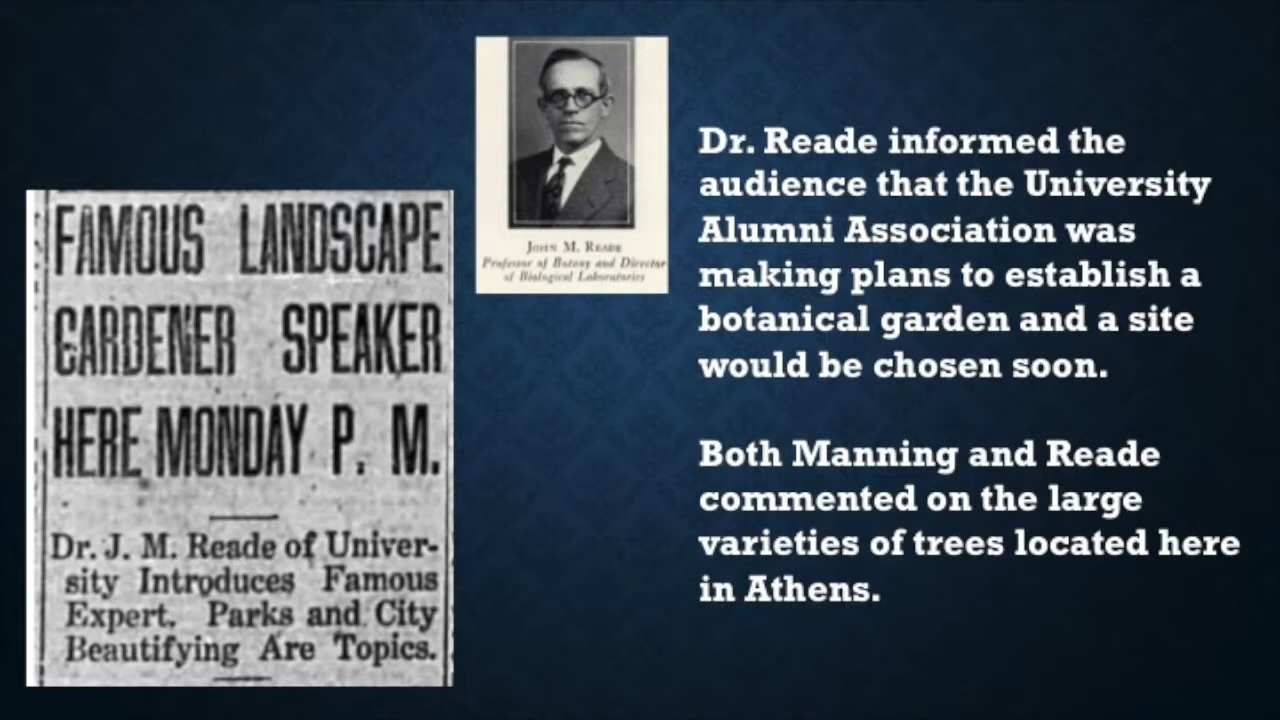 FAMOUS LANDSCAPE
GARDENER SPEAKER
HERE MONDAY P. M.
Dr. J. M. Reade of Univer-
sity Introduces Famous
Expert. Parks and City
Beautifying Are Topics.
JOHN M. READE
Professor of Botany and Director
of Biological Laboratories
Dr. Reade informed the
audience that the University
Alumni Association was
making plans to establish a
botanical garden and a site
would be chosen soon.
Both Manning and Reade
commented on the large
varieties of trees located here
in Athens.